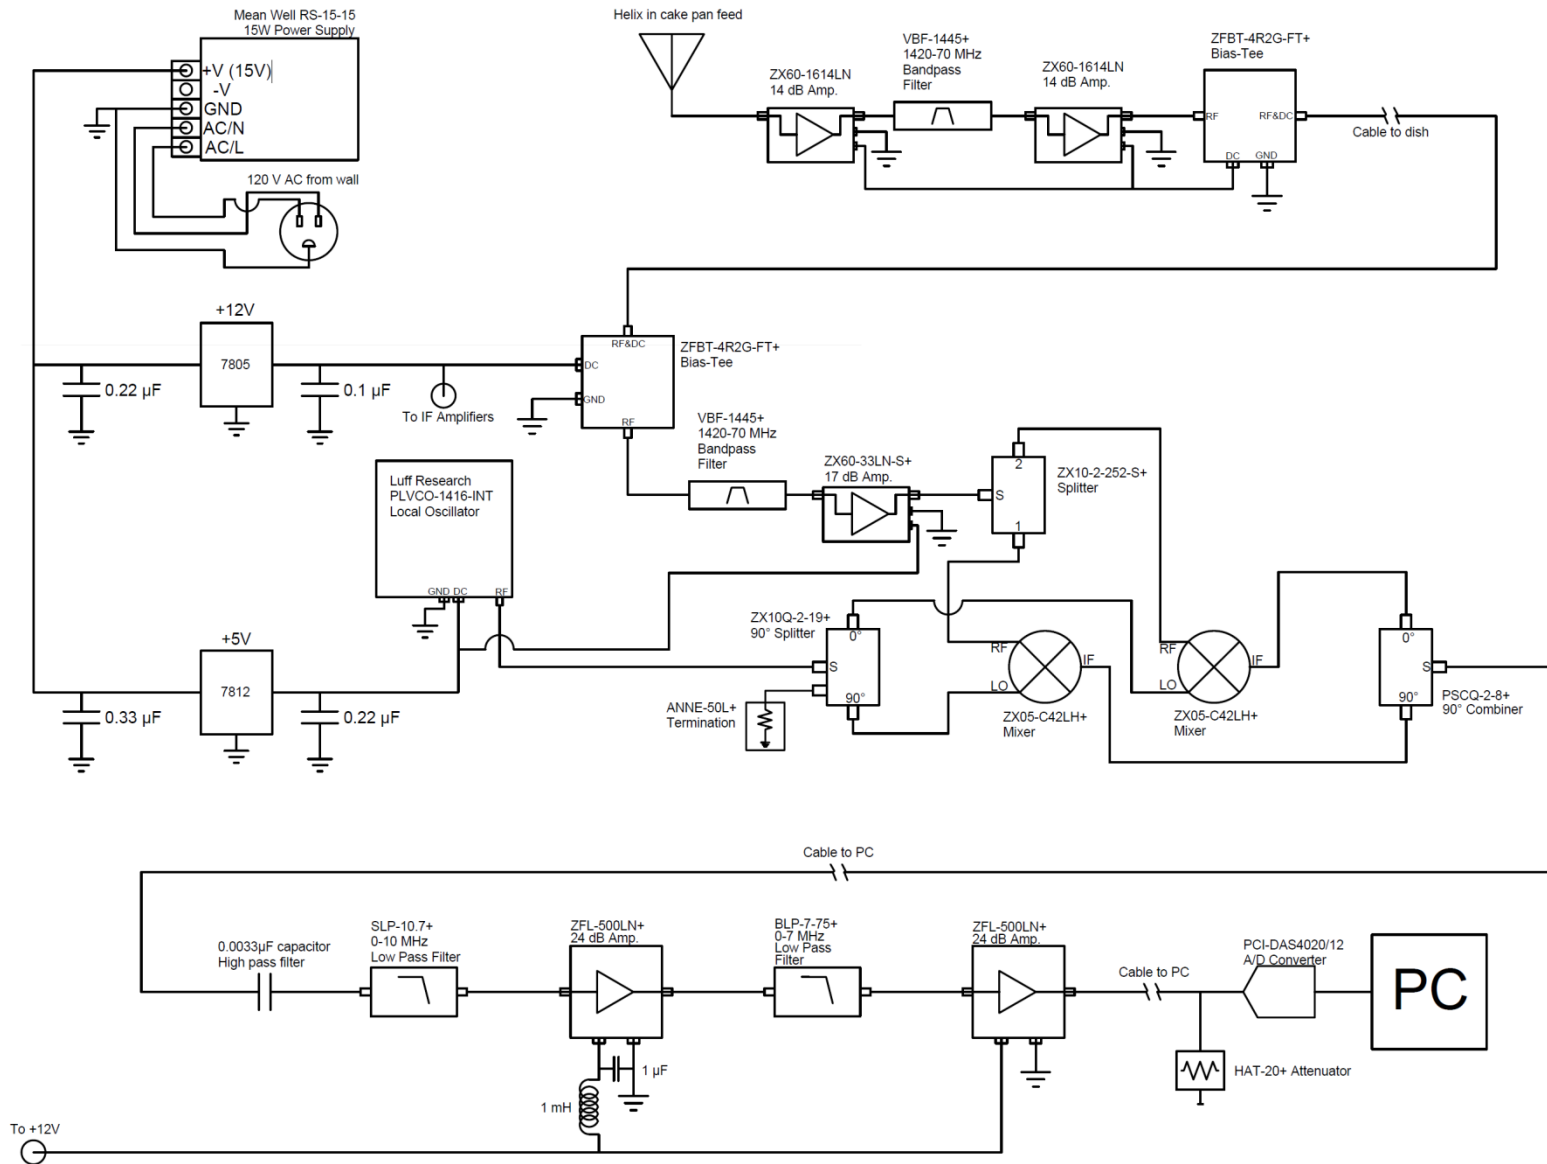 Mean Well RS-15-15
15W Power Supply
+V (15V)
-V
GND
AC/N
AC/L
120 V AC from wall
Helix in cake pan feed
ZX60-1614LN
14 dB Amp.
VBF-1445+
1420-70 MHz
Bandpass
Filter
ZX60-1614LN
14 dB Amp.
ZFBT-4R2G-FT+
Bias-Tee
RF
RF&DC
DC
GND
Cable to dish
+12V
7805
0.22 µF
0.1 µF
To IF Amplifiers
RF&DC
DC
GND
RF
ZFBT-4R2G-FT+
Bias-Tee
VBF-1445+
1420-70 MHz
Bandpass
Filter
ZX60-33LN-S+
17 dB Amp.
2
S
1
ZX10-2-252-S+
Splitter
Luff Research
PLVCO-1416-INT
Local Oscillator
GND
DC
RF
+5V
7812
0.33 µF
0.22 µF
ZX10Q-2-19+
90° Splitter
0°
S
90°
ANNE-50L+
Termination
RF
LO
IF
ZX05-C42LH+
Mixer
RF
LO
IF
ZX05-C42LH+
Mixer
0°
S
90°
PSCQ-2-8+
90° Combiner
Cable to PC
0.0033µF capacitor
High pass filter
SLP-10.7+
0-10 MHz
Low Pass Filter
ZFL-500LN+
24 dB Amp.
1 µF
1 mH
BLP-7-75+
0-7 MHz
Low Pass
Filter
ZFL-500LN+
24 dB Amp.
Cable to PC
PCI-DAS4020/12
A/D Converter
PC
HAT-20+ Attenuator
To +12V